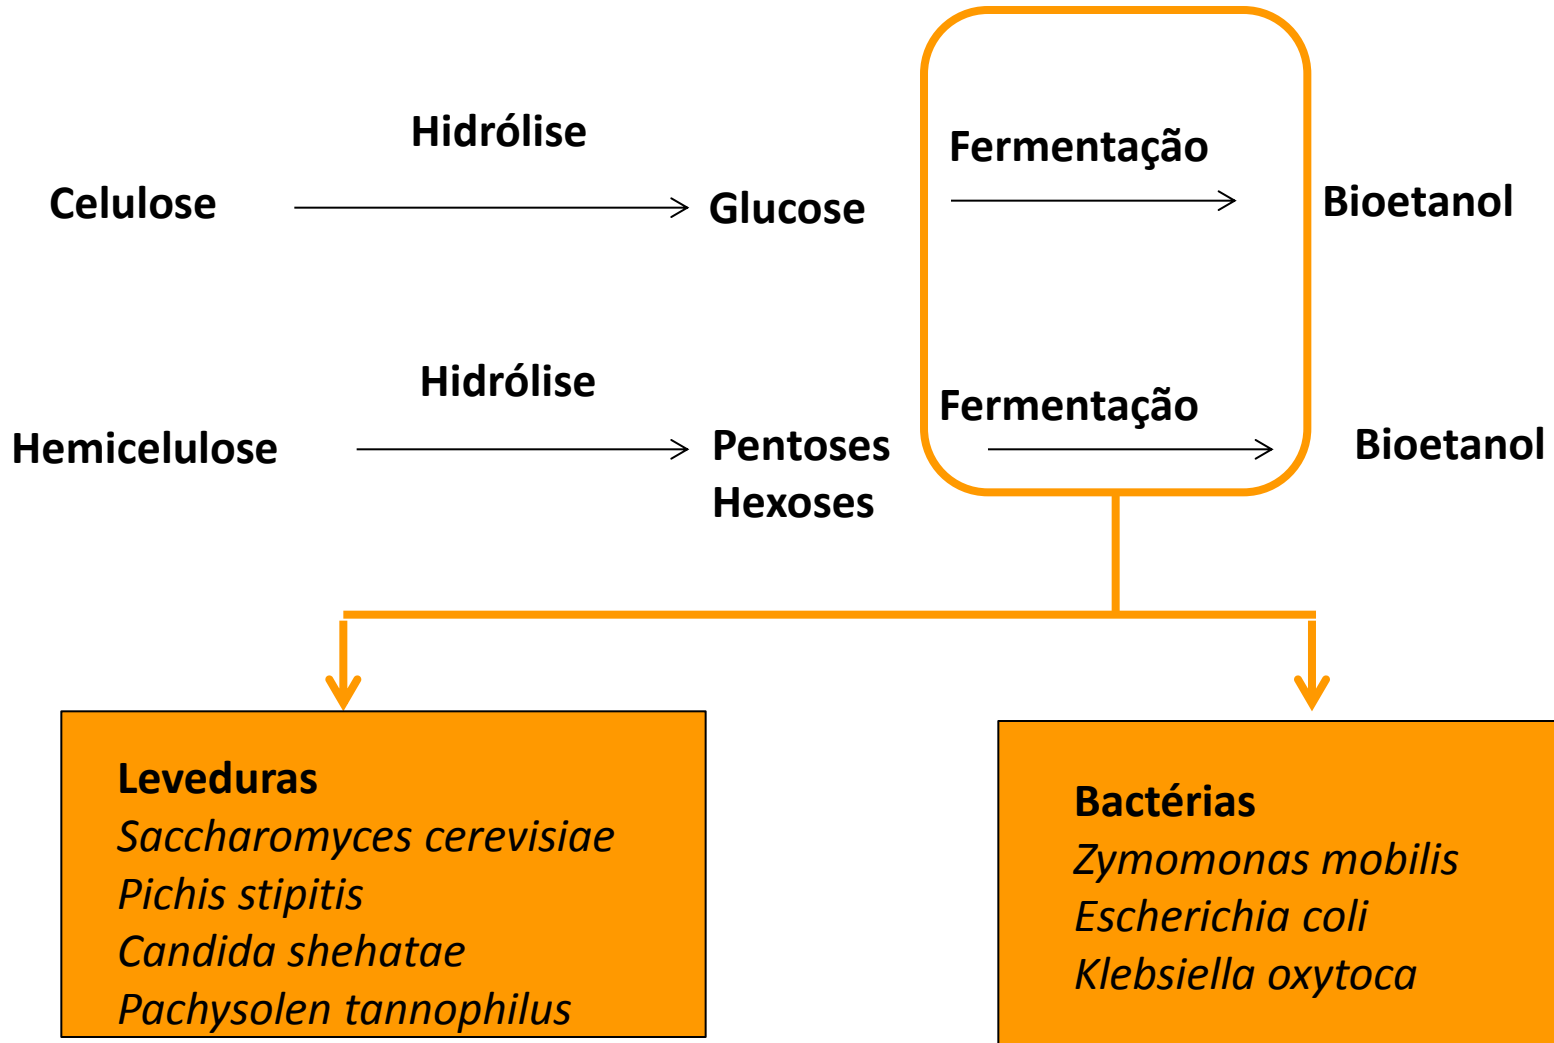 Hidrólise
Fermentação
Celulose
Glucose
Bioetanol
Hidrólise
Fermentação
Hemicelulose
Pentoses
Hexoses
Bioetanol
Leveduras
Saccharomyces cerevisiae
Pichis stipitis
Candida shehatae
Pachysolen tannophilus
Bactérias
Zymomonas mobilis
Escherichia coli
Klebsiella oxytoca